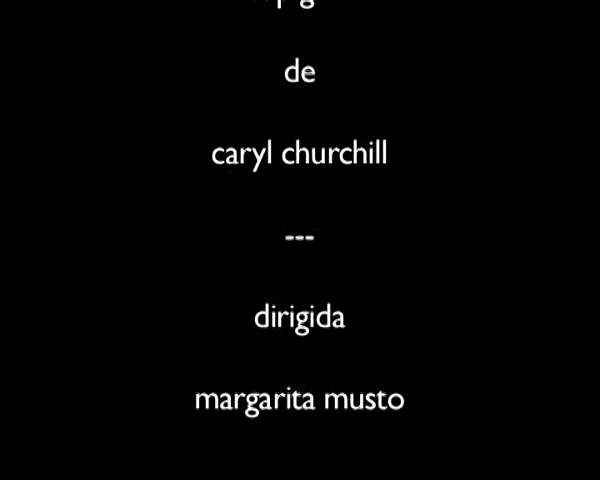 de
caryl churchill
---
dirigida
margarita musto